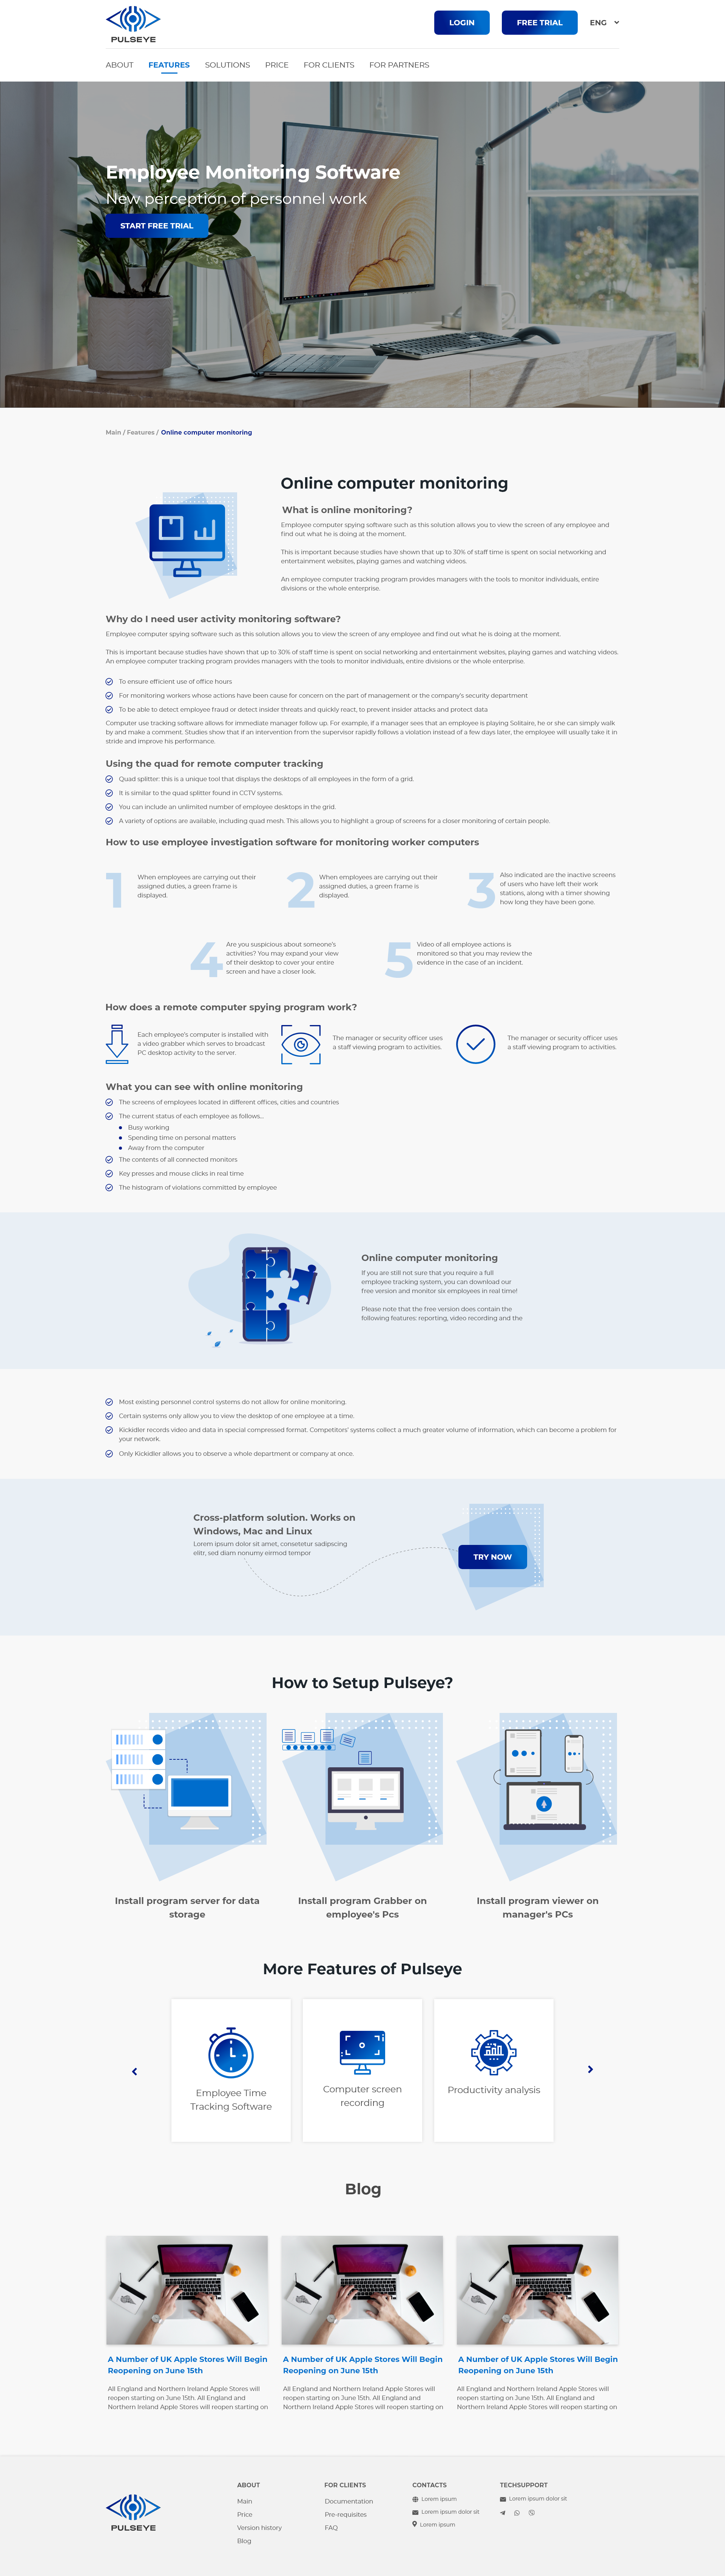 PULSEYE
LOGIN
FREE TRIAL
ENG
ABOUT
FEATURES
SOLUTIONS
PRICE
FOR CLIENTS
FOR PARTNERS
Employee Monitoring Software
New perception of personnel work
START FREE TRIAL
Main / Features / Online computer monitoring
Online computer monitoring
What is online monitoring?
Employee computer spying software such as this solution allows you to view the screen of any employee and
find out what he is doing at the moment.
This is important because studies have shown that up to 30% of staff time is spent on social networking and
entertainment websites, playing games and watching videos.
An employee computer tracking program provides managers with the tools to monitor individuals, entire
divisions or the whole enterprise.
Why do I need user activity monitoring software?
Employee computer spying software such as this solution allows you to view the screen of any employee and find out what he is doing at the moment.
This is important because studies have shown that up to 30% of staff time is spent on social networking and entertainment websites, playing games and watching videos.
An employee computer tracking program provides managers with the tools to monitor individuals, entire divisions or the whole enterprise.
To ensure efficient use of office hours
For monitoring workers whose actions have been cause for concern on the part of management or the company's security department
To be able to detect employee fraud or detect insider threats and quickly react, to prevent insider attacks and protect data
Computer use tracking software allows for immediate manager follow up. For example, if a manager sees that an employee is playing Solitaire, he or she can simply walk
by and make a comment. Studies show that if an intervention from the supervisor rapidly follows a violation instead of a few days later, the employee will usually take it in
stride and improve his performance.
Using the quad for remote computer tracking
Quad splitter: this is a unique tool that displays the desktops of all employees in the form of a grid.
It is similar to the quad splitter found in CCTV systems.
You can include an unlimited number of employee desktops in the grid.
A variety of options are available, including quad mesh. This allows you to highlight a group of screens for a closer monitoring of certain people.
How to use employee investigation software for monitoring worker computers
1
When employees are carrying out their
assigned duties, a green frame is
displayed.
2
When employees are carrying out their
assigned duties, a green frame is
displayed.
3
Also indicated are the inactive screens
of users who have left their work
stations, along with a timer showing
how long they have been gone.
4
Are you suspicious about someone's
activities? You may expand your view
of their desktop to cover your entire
screen and have a closer look.
5
Video of all employee actions is
monitored so that you may review the
evidence in the case of an incident.
How does a remote computer spying program work?
Each employee's computer is installed with
a video grabber which serves to broadcast
PC desktop activity to the server.
The manager or security officer uses
a staff viewing program to activities.
The manager or security officer uses
a staff viewing program to activities.
What you can see with online monitoring
The screens of employees located in different offices, cities and countries
The current status of each employee as follows...
Busy working
Spending time on personal matters
Away from the computer
The contents of all connected monitors
Key presses and mouse clicks in real time
The histogram of violations committed by employee
Online computer monitoring
If you are still not sure that you require a full
employee tracking system, you can download our
free version and monitor six employees in real time!
Please note that the free version does contain the
following features: reporting, video recording and the
Most existing personnel control systems do not allow for online monitoring.
Certain systems only allow you to view the desktop of one employee at a time.
Kickidler records video and data in special compressed format. Competitors' systems collect a much greater volume of information, which can become a problem for
your network.
Only Kickidler allows you to observe a whole department or company at once.
Cross-platform solution. Works on
Windows, Mac and Linux
Lorem ipsum dolor sit amet, consetetur sadipscing
elitr, sed diam nonumy eirmod tempor
TRY NOW
How to Setup Pulseye?
Install program server for data
storage
Install program Grabber on
employee's Pcs
Install program viewer on
manager's PCs
More Features of Pulseye
Employee Time
Tracking Software
Computer screen
recording
Productivity analysis
Blog
A Number of UK Apple Stores Will Begin
Reopening on June 15th
All England and Northern Ireland Apple Stores will
reopen starting on June 15th. All England and
Northern Ireland Apple Stores will reopen starting on
A Number of UK Apple Stores Will Begin
Reopening on June 15th
All England and Northern Ireland Apple Stores will
reopen starting on June 15th. All England and
Northern Ireland Apple Stores will reopen starting on
A Number of UK Apple Stores Will Begin
Reopening on June 15th
All England and Northern Ireland Apple Stores will
reopen starting on June 15th. All England and
Northern Ireland Apple Stores will reopen starting on
PULSEYE
ABOUT
Main
Price
Version history
Blog
FOR CLIENTS
Documentation
Pre-requisites
FAQ
CONTACTS
Lorem ipsum
Lorem ipsum dolor sit
Lorem ipsum
TECHSUPPORT
Lorem ipsum dolor sit